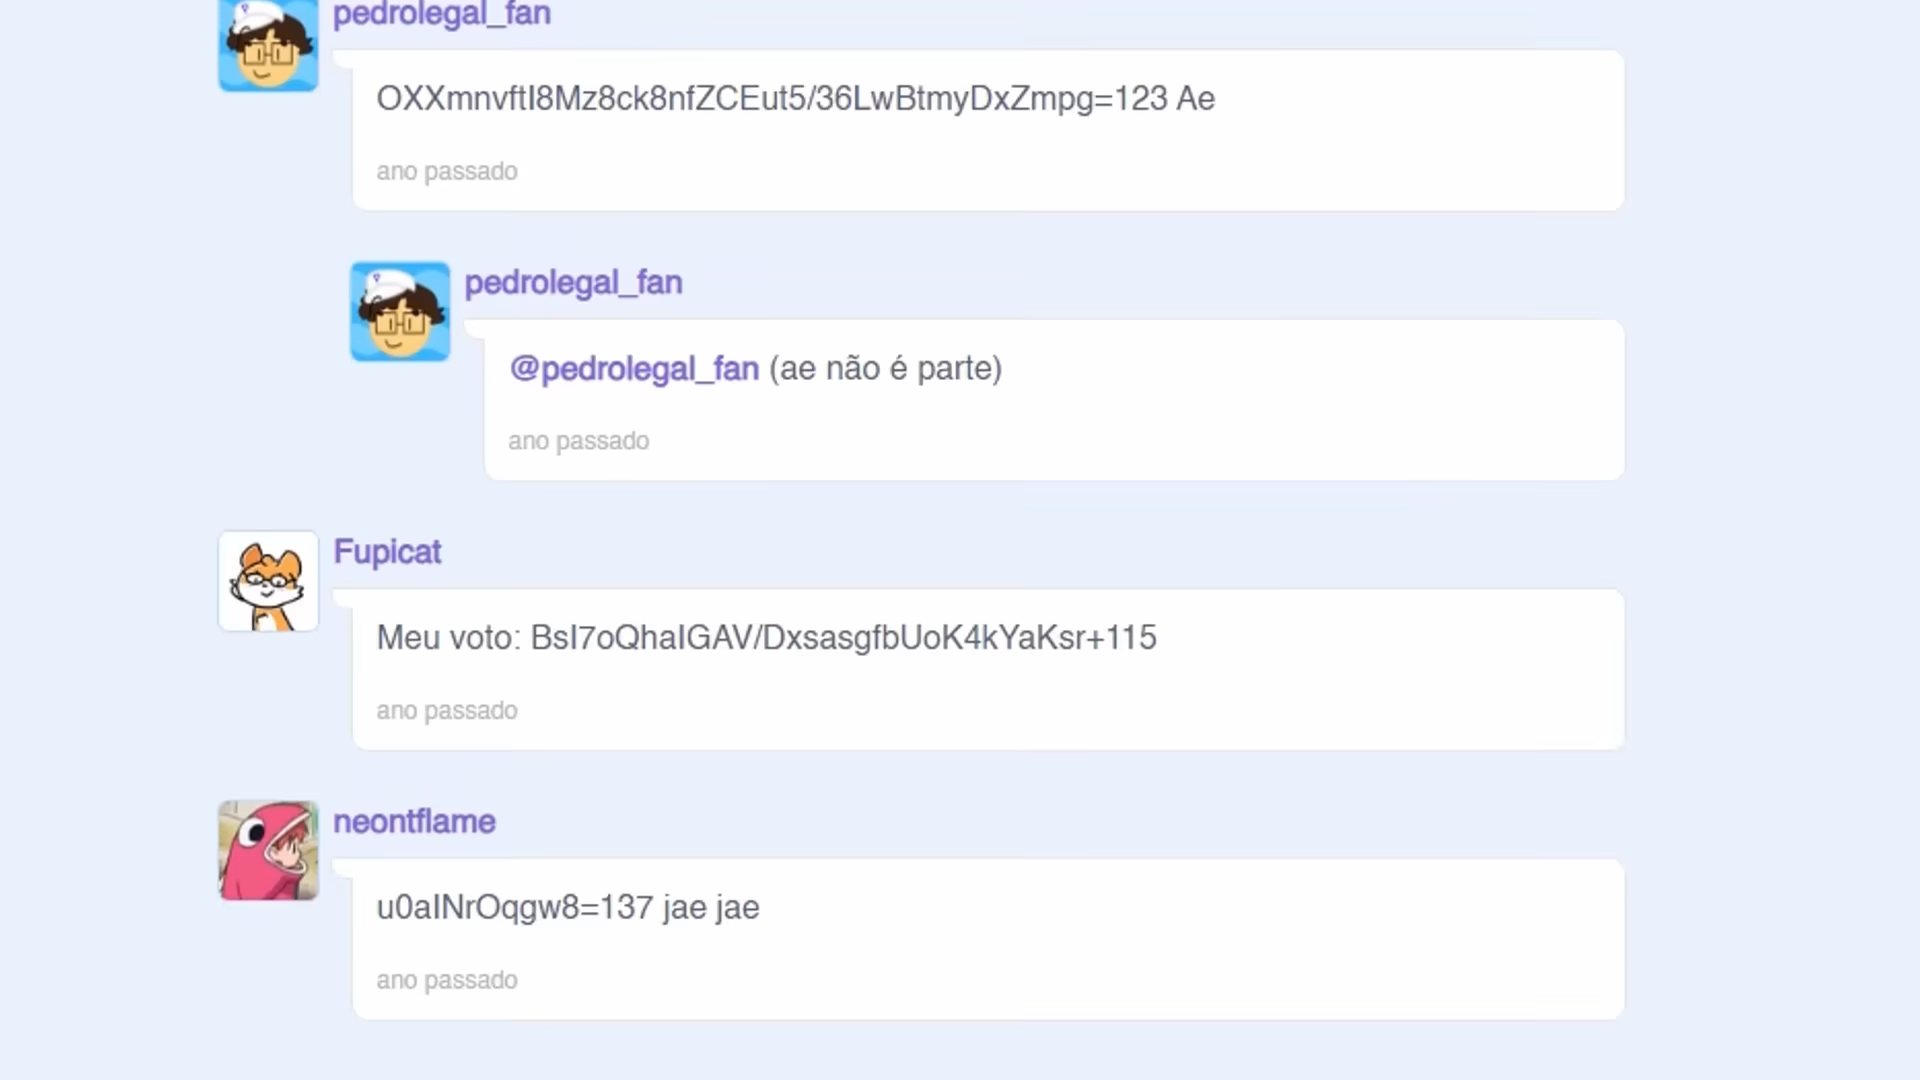 pedrolegal_fan
OXXmnvftI8Mz8ck8nfZCEut5/36LwBtmyDxZmpg=123 Ae
ano passado
pedrolegal_fan
@pedrolegal_fan (ae não é parte)
ano passado
Fupicat
Meu voto: BsI7oQhaIGAV/DxsasgfbUoK4kYaKsr+115
ano passado
neontflame
u0aINrOqgw8=137 jae jae
ano passado